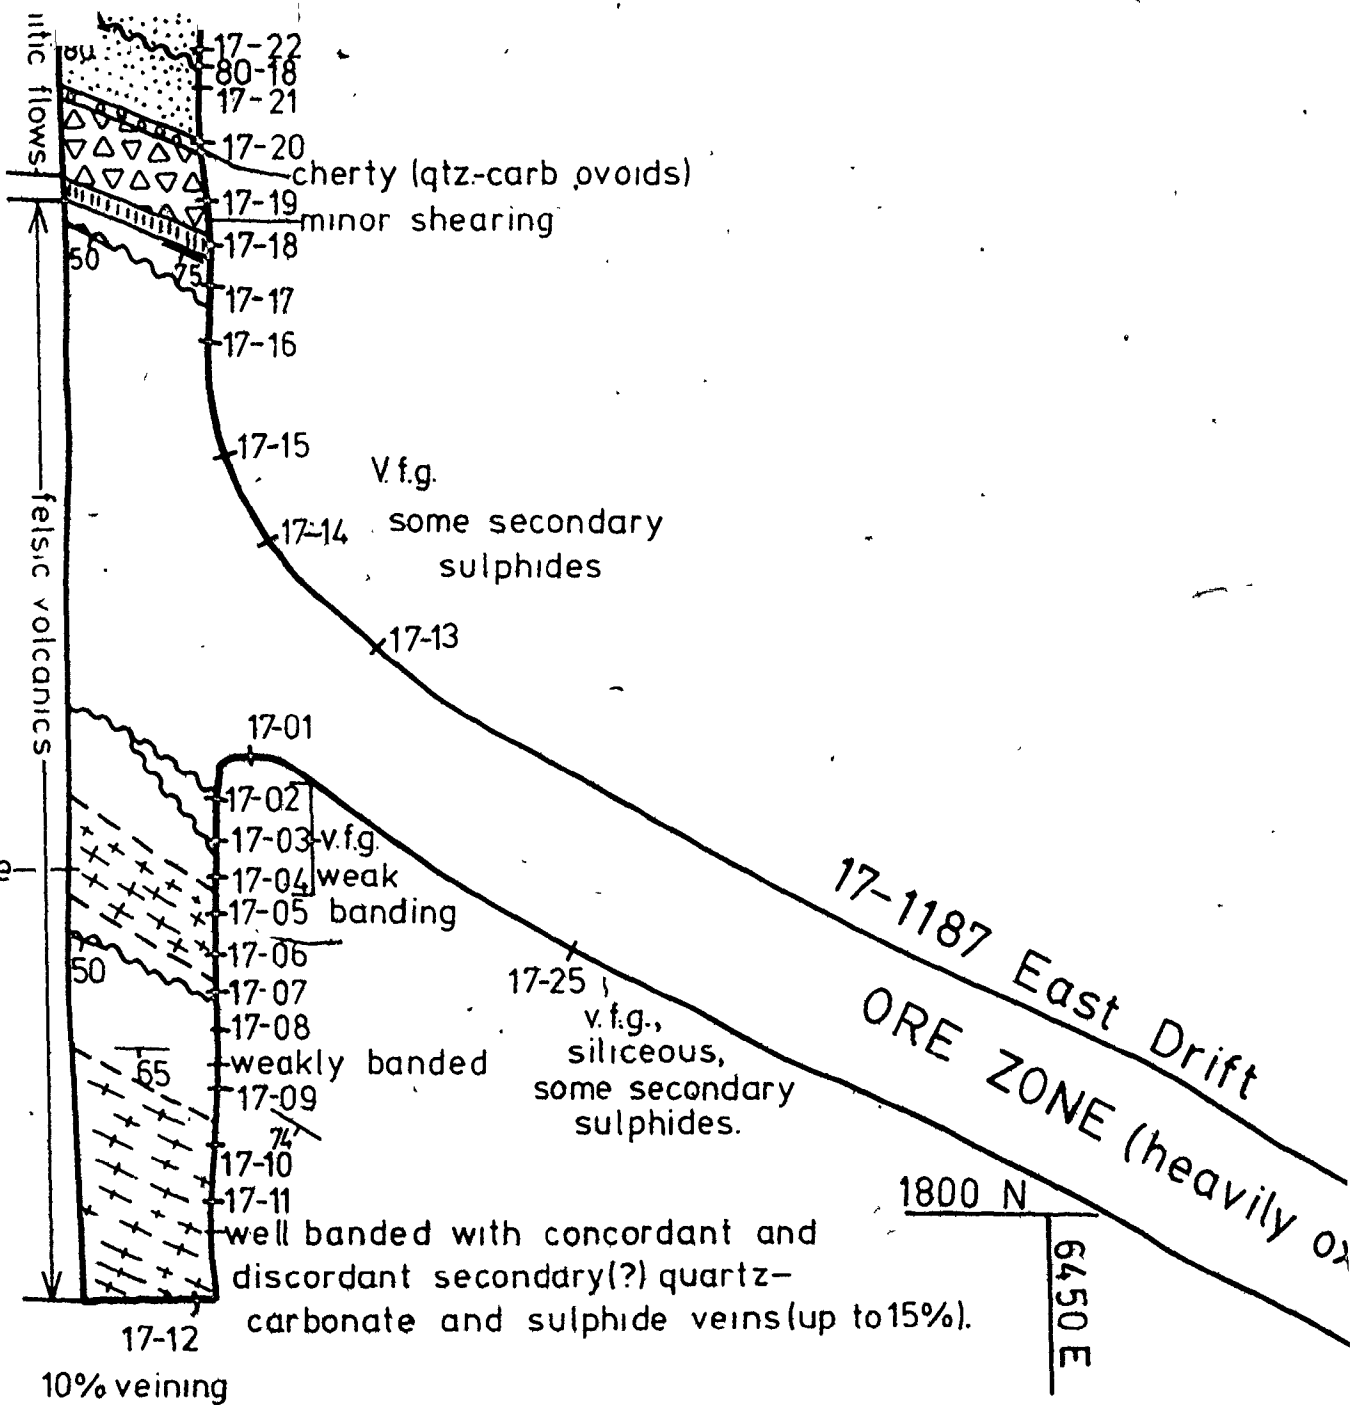 17-22
80-18
17-21
17-20
cherty (qtz-carb ovoids)
17-19
minor shearing
17-18
50
75
17-17
17-16
flows
17-15
V.f.g.
some secondary
sulphides
17-14
17-13
felsic volcanics
17-01
17-02
17-03
v.f.g.
17-04
weak
17-05
banding
17-06
50
17-07
17-08
weakly banded
65
17-09
74
17-10
17-11
well banded with concordant and
discordant secondary(?) quartz-
carbonate and sulphide veins (up to 15%).
17-12
10% veining
17-25
v.f.g.,
siliceous,
some secondary
sulphides.
17-1187 East Drift
ORE ZONE (heavily ox
1800 N
6450 E